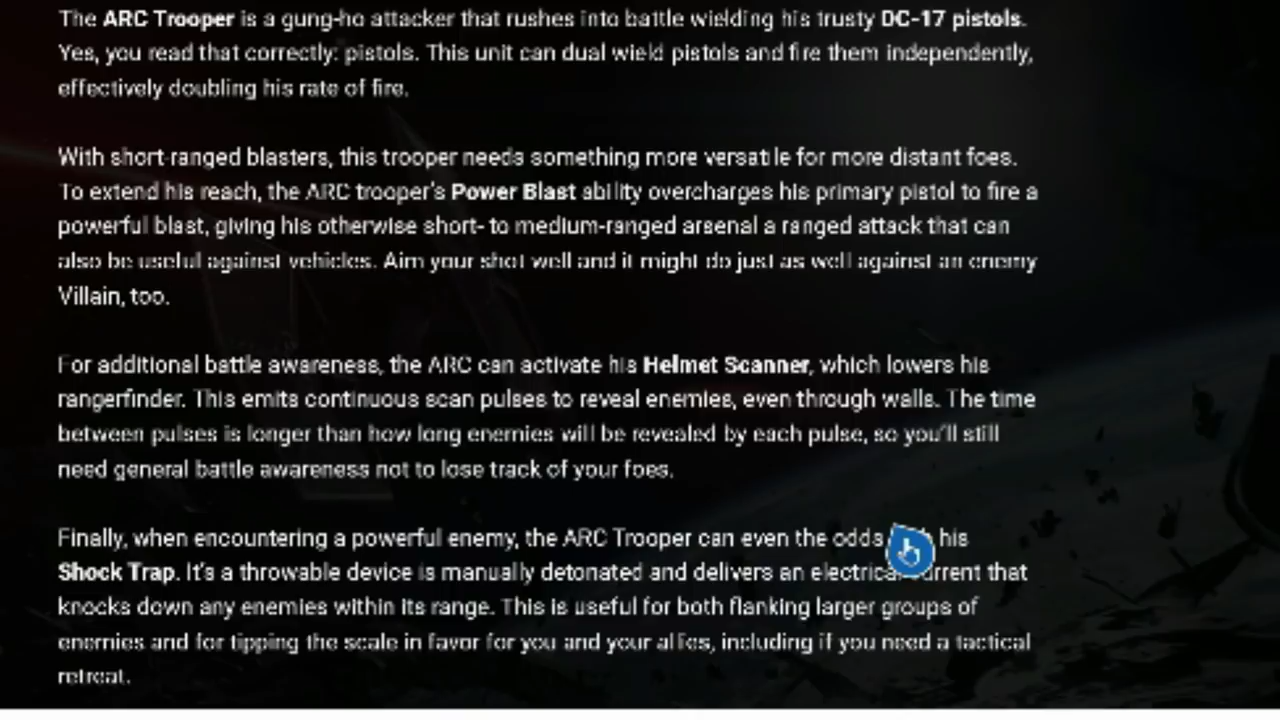 The ARC Trooper is a gung-ho attacker that rushes into battle wielding his trusty DC-17 pistols.
Yes, you read that correctly: pistols. This unit can dual wield pistols and fire them independently,
effectively doubling his rate of fire.
With short-ranged blasters, this trooper needs something more versatile for more distant foes.
To extend his reach, the ARC trooper's Power Blast ability overcharges his primary pistol to fire a
powerful blast, giving his otherwise short- to medium-ranged arsenal a ranged attack that can
also be useful against vehicles. Aim your shot well and it might do just as well against an enemy
Villain, too.
For additional battle awareness, the ARC can activate his Helmet Scanner, which lowers his
rangerfinder. This emits continuous scan pulses to reveal enemies, even through walls. The time
between pulses is longer than how long enemies will be revealed by each pulse, so you'll still
need general battle awareness not to lose track of your foes.
Finally, when encountering a powerful enemy, the ARC Trooper can even the odds his
Shock Trap. It's a throwable device is manually detonated and delivers an electrical that
knocks down any enemies within its range. This is useful for both flanking larger groups of
enemies and for tipping the scale in favor for you and your allies, including if you need a tactical
retreat.